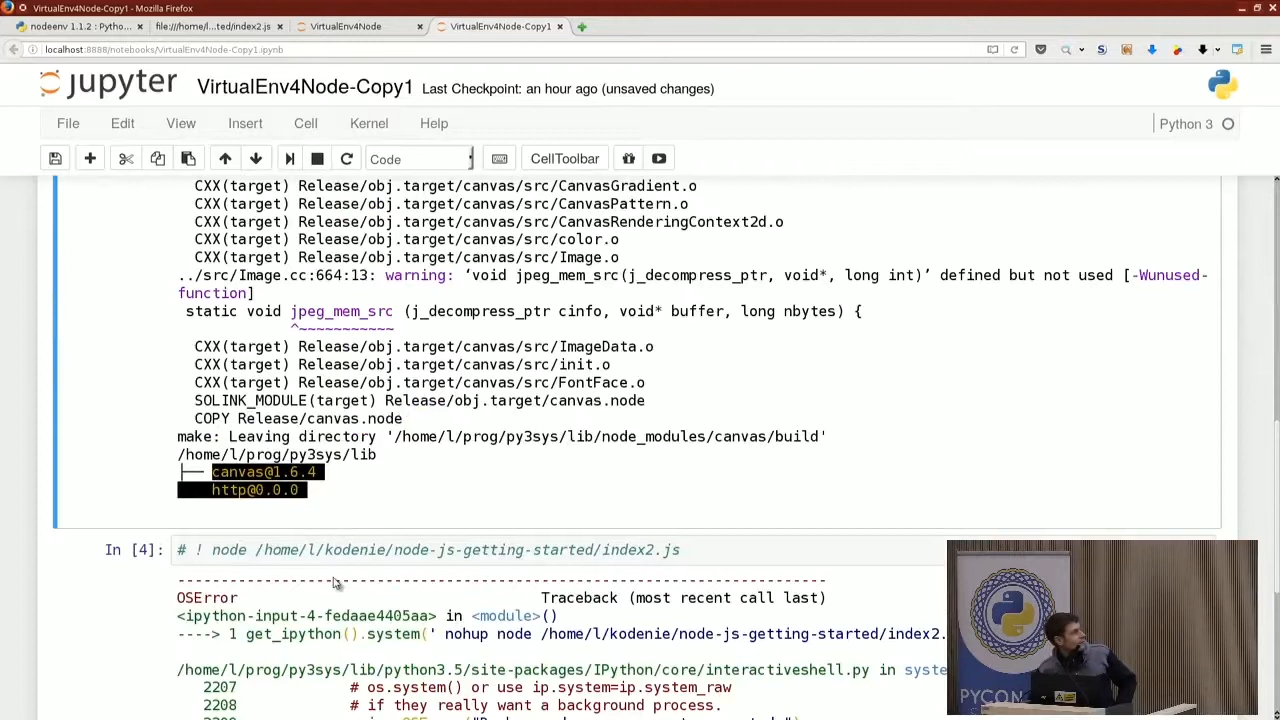 VirtualEnv4Node-Copy1 - Mozilla Firefox
nodeenv 1.1.2 : Pytho... × file:///home/l...ted/index2.js × VirtualEnv4Node × VirtualEnv4Node-Copy1 ×
localhost:8888/notebooks/VirtualEnv4Node-Copy1.ipynb
jupyter VirtualEnv4Node-Copy1 Last Checkpoint: an hour ago (unsaved changes)
File Edit View Insert Cell Kernel Help Python 3
Code CellToolbar
CXX(target) Release/obj.target/canvas/src/CanvasGradient.o
CXX(target) Release/obj.target/canvas/src/CanvasPattern.o
CXX(target) Release/obj.target/canvas/src/CanvasRenderingContext2d.o
CXX(target) Release/obj.target/canvas/src/color.o
CXX(target) Release/obj.target/canvas/src/Image.o
../src/Image.cc:664:13: warning: ‘void jpeg_mem_src(j_decompress_ptr, void*, long int)’ defined but not used [-Wunused-
function]
static void jpeg_mem_src (j_decompress_ptr cinfo, void* buffer, long nbytes) {
^~~~~~~~~~~~
CXX(target) Release/obj.target/canvas/src/ImageData.o
CXX(target) Release/obj.target/canvas/src/init.o
CXX(target) Release/obj.target/canvas/src/FontFace.o
SOLINK_MODULE(target) Release/obj.target/canvas.node
COPY Release/canvas.node
make: Leaving directory '/home/l/prog/py3sys/lib/node_modules/canvas/build'
/home/l/prog/py3sys/lib
├── canvas@1.6.4
http@0.0.0
In [4]: # ! node /home/l/kodenie/node-js-getting-started/index2.js
---------------------------------------------------------------------------
OSError Traceback (most recent call last)
<ipython-input-4-fedaae4405aa> in <module>()
----> 1 get_ipython().system(' nohup node /home/l/kodenie/node-js-getting-started/index2.
/home/l/prog/py3sys/lib/python3.5/site-packages/IPython/core/interactiveshell.py in syste
2207 # os.system() or use ip.system=ip.system_raw
2208 # if they really want a background process.
PYCON